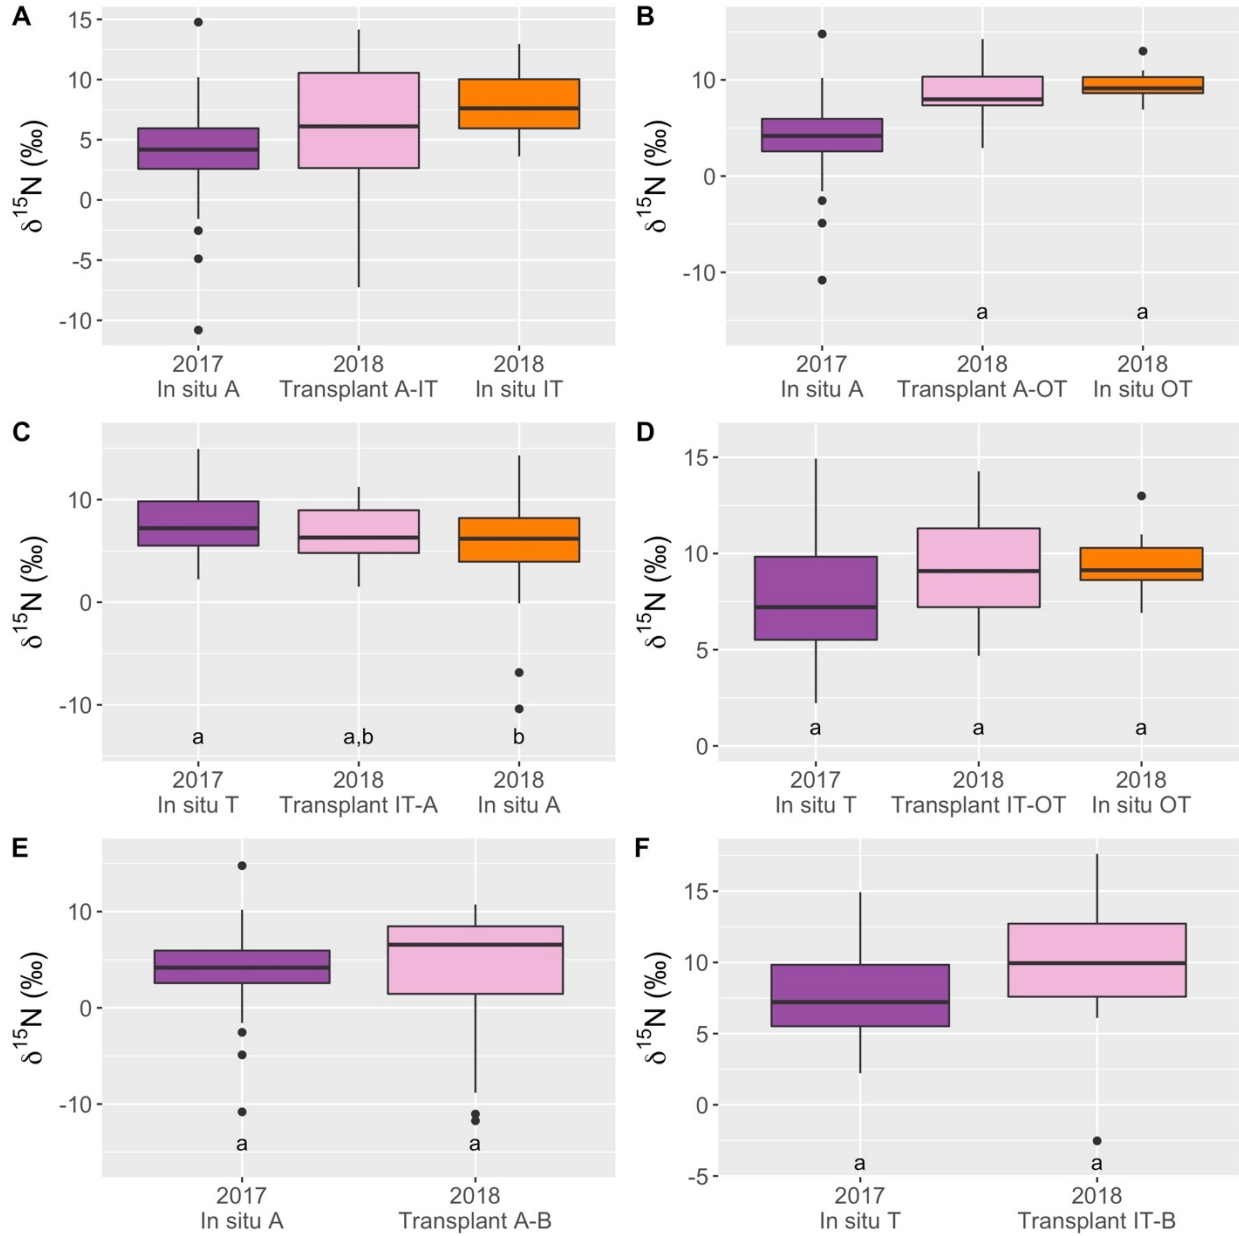 A
δ15N (‰)
15
10
5
0
-5
-10
2017
In situ A
2018
Transplant A-IT
2018
In situ IT
B
δ15N (‰)
10
0
-10
a
a
2017
In situ A
2018
Transplant A-OT
2018
In situ OT
C
δ15N (‰)
10
0
-10
a
a,b
b
2017
In situ T
2018
Transplant IT-A
2018
In situ A
D
δ15N (‰)
15
10
5
0
a
a
a
2017
In situ T
2018
Transplant IT-OT
2018
In situ OT
E
δ15N (‰)
10
0
-10
a
a
2017
In situ A
2018
Transplant A-B
F
δ15N (‰)
15
10
5
0
-5
a
a
2017
In situ T
2018
Transplant IT-B